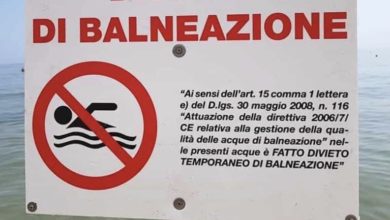 DI BALNEAZIONE
"Ai sensi dell'art. 15 comma 1 lettera
e) del D.lgs. 30 maggio 2008, n. 116
"Attuazione della direttiva 2006/7/
CE relativa alla gestione della qua-
lità delle acque di balneazione" nel-
le presenti acque è FATTO DIVIETO
TEMPORANEO DI BALNEAZIONE"